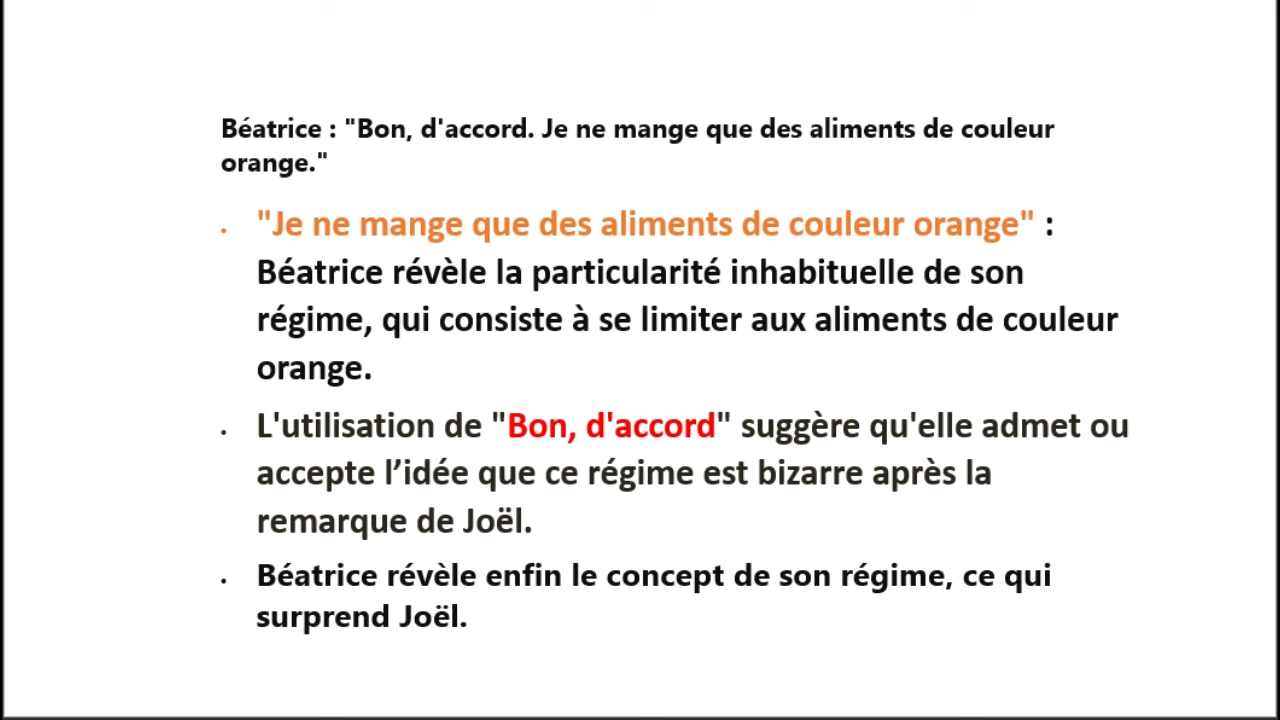 Béatrice : "Bon, d'accord. Je ne mange que des aliments de couleur
orange."
• "Je ne mange que des aliments de couleur orange" :
Béatrice révèle la particularité inhabituelle de son
régime, qui consiste à se limiter aux aliments de couleur
orange.
• L'utilisation de "Bon, d'accord" suggère qu'elle admet ou
accepte l’idée que ce régime est bizarre après la
remarque de Joël.
• Béatrice révèle enfin le concept de son régime, ce qui
surprend Joël.